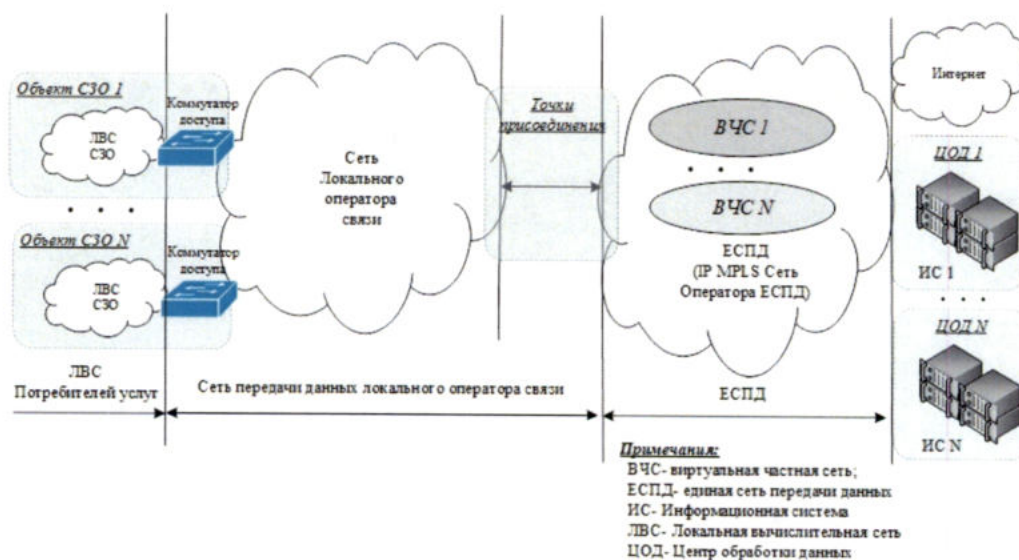 Объект СЗО 1
Коммутатор
доступа
ЛВС
СЗО
Объект СЗО N
Коммутатор
доступа
ЛВС
СЗО
Сеть
Локального
оператора
связи
Точки
присоединения
ВЧС 1
ВЧС N
ЕСПД
(IP MPLS Сеть
Оператора ЕСПД)
Интернет
ЦОД 1
ИС 1
ЦОД N
ИС N
ЛВС
Потребителей услуг
Сеть передачи данных локального оператора связи
ЕСПД
Примечания:
ВЧС- виртуальная частная сеть;
ЕСПД- единая сеть передачи данных
ИС- Информационная система
ЛВС- Локальная вычислительная сеть
ЦОД- Центр обработки данных